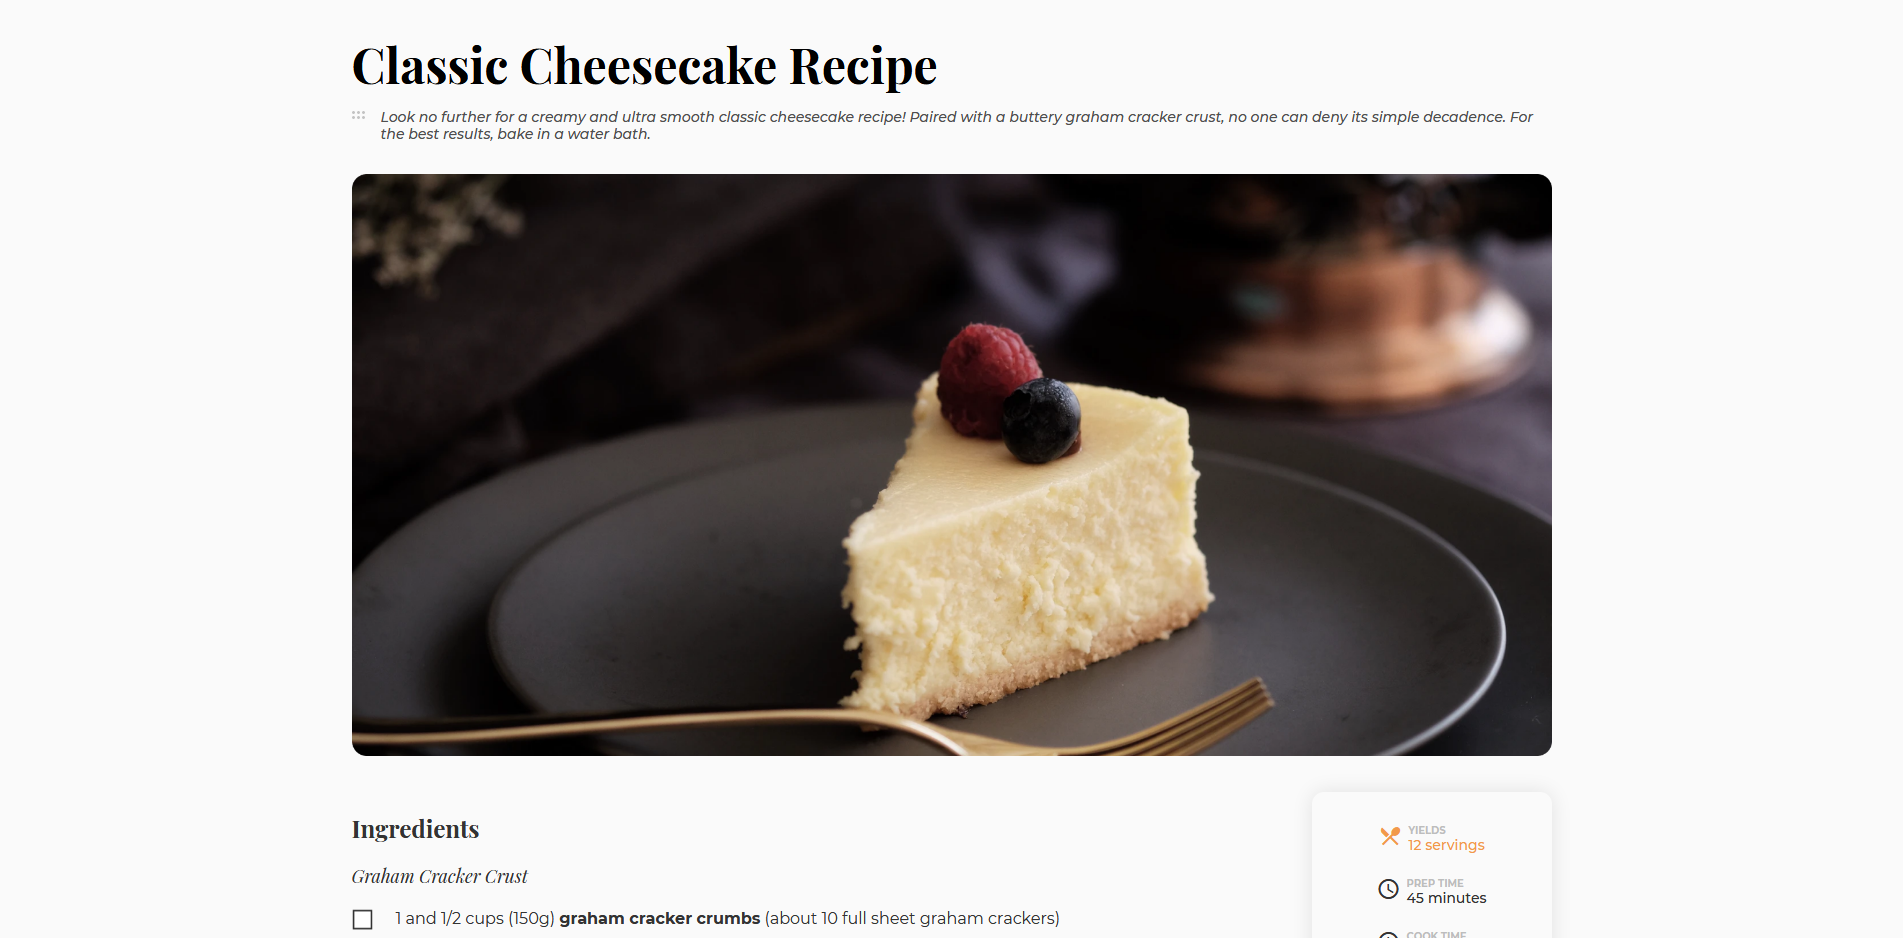 Classic Cheesecake Recipe
Look no further for a creamy and ultra smooth classic cheesecake recipe! Paired with a buttery graham cracker crust, no one can deny its simple decadence. For
the best results, bake in a water bath.
Ingredients
Graham Cracker Crust
1 and 1/2 cups (150g) graham cracker crumbs (about 10 full sheet graham crackers)
YIELDS
12 servings
PREP TIME
45 minutes
COOK TIME